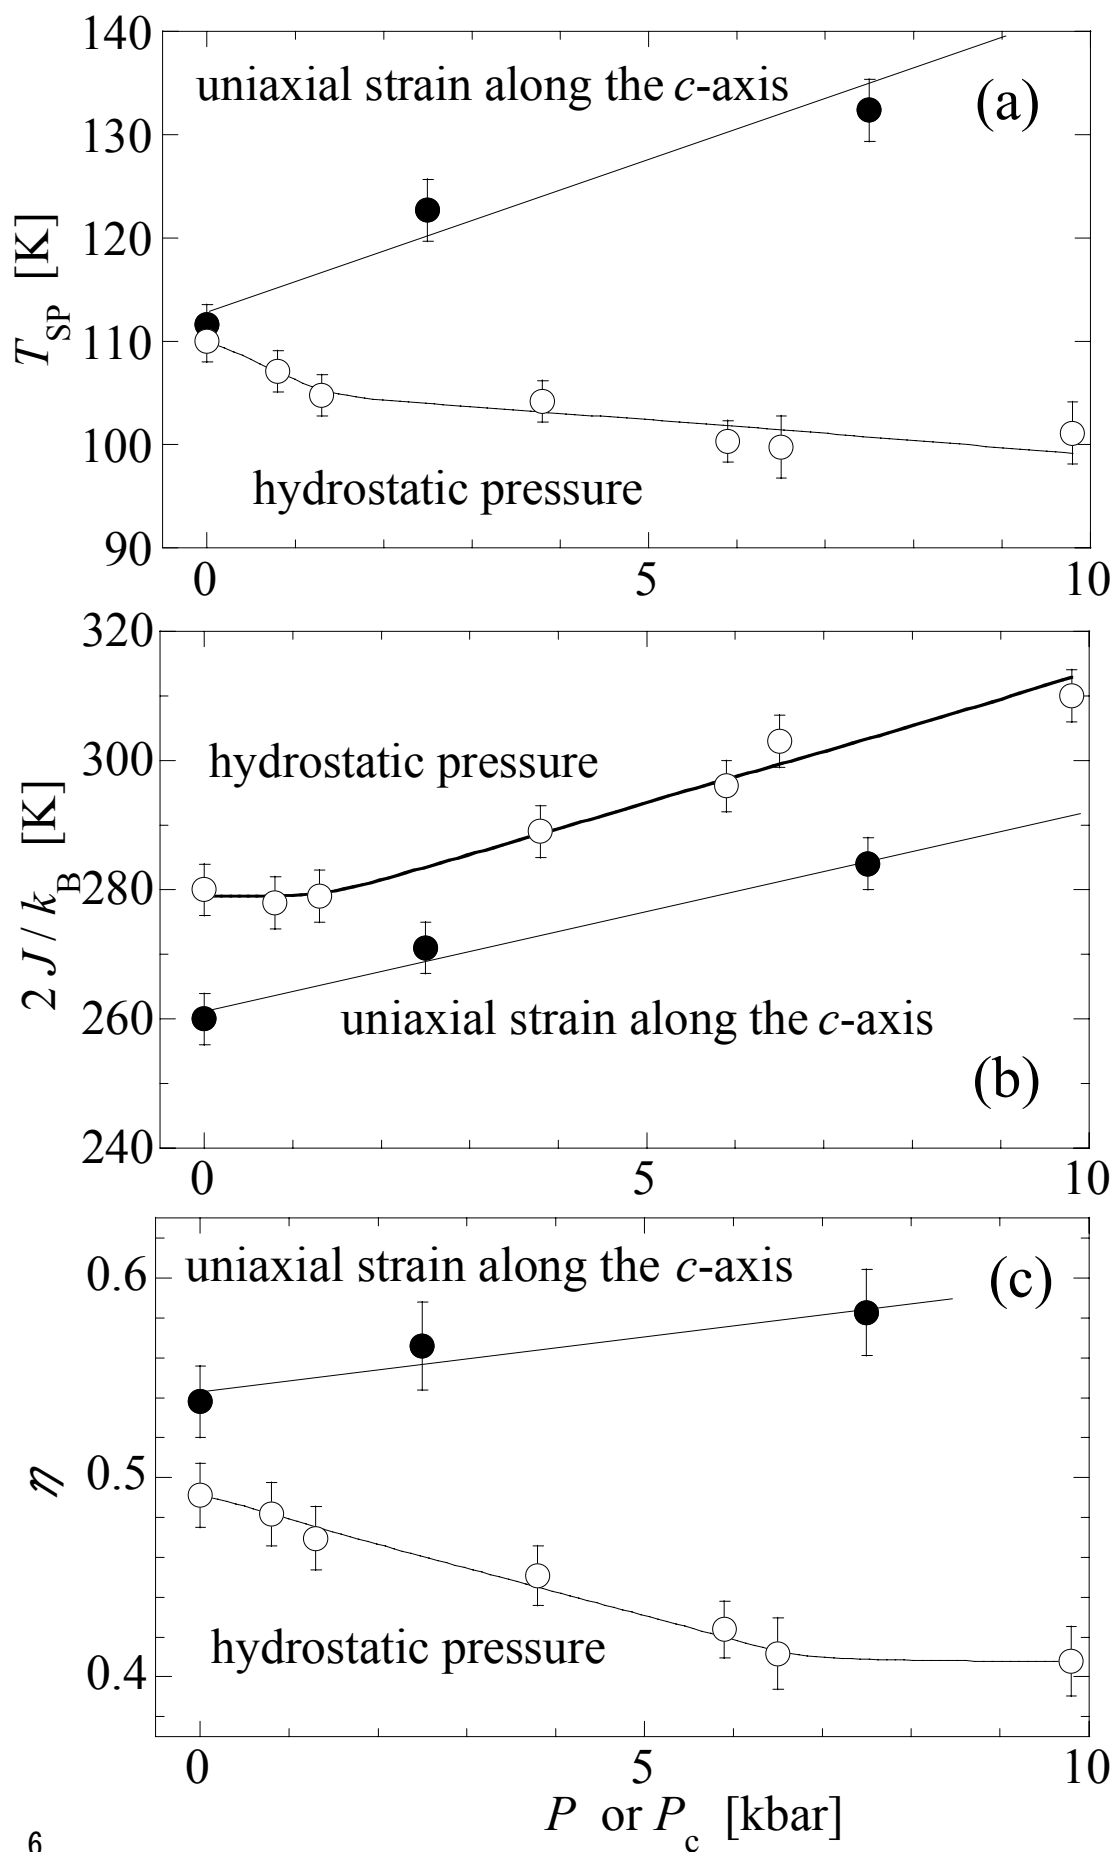 140
uniaxial strain along the c-axis
(a)
130
120
T_SP [K]
110
100
hydrostatic pressure
90
0 5 10
320
hydrostatic pressure
300
2 J / k_B [K]
280
260
uniaxial strain along the c-axis
(b)
240
0 5 10
uniaxial strain along the c-axis
(c)
0.6
0.5
η
hydrostatic pressure
0.4
0 5 10
P or P_c [kbar]
6